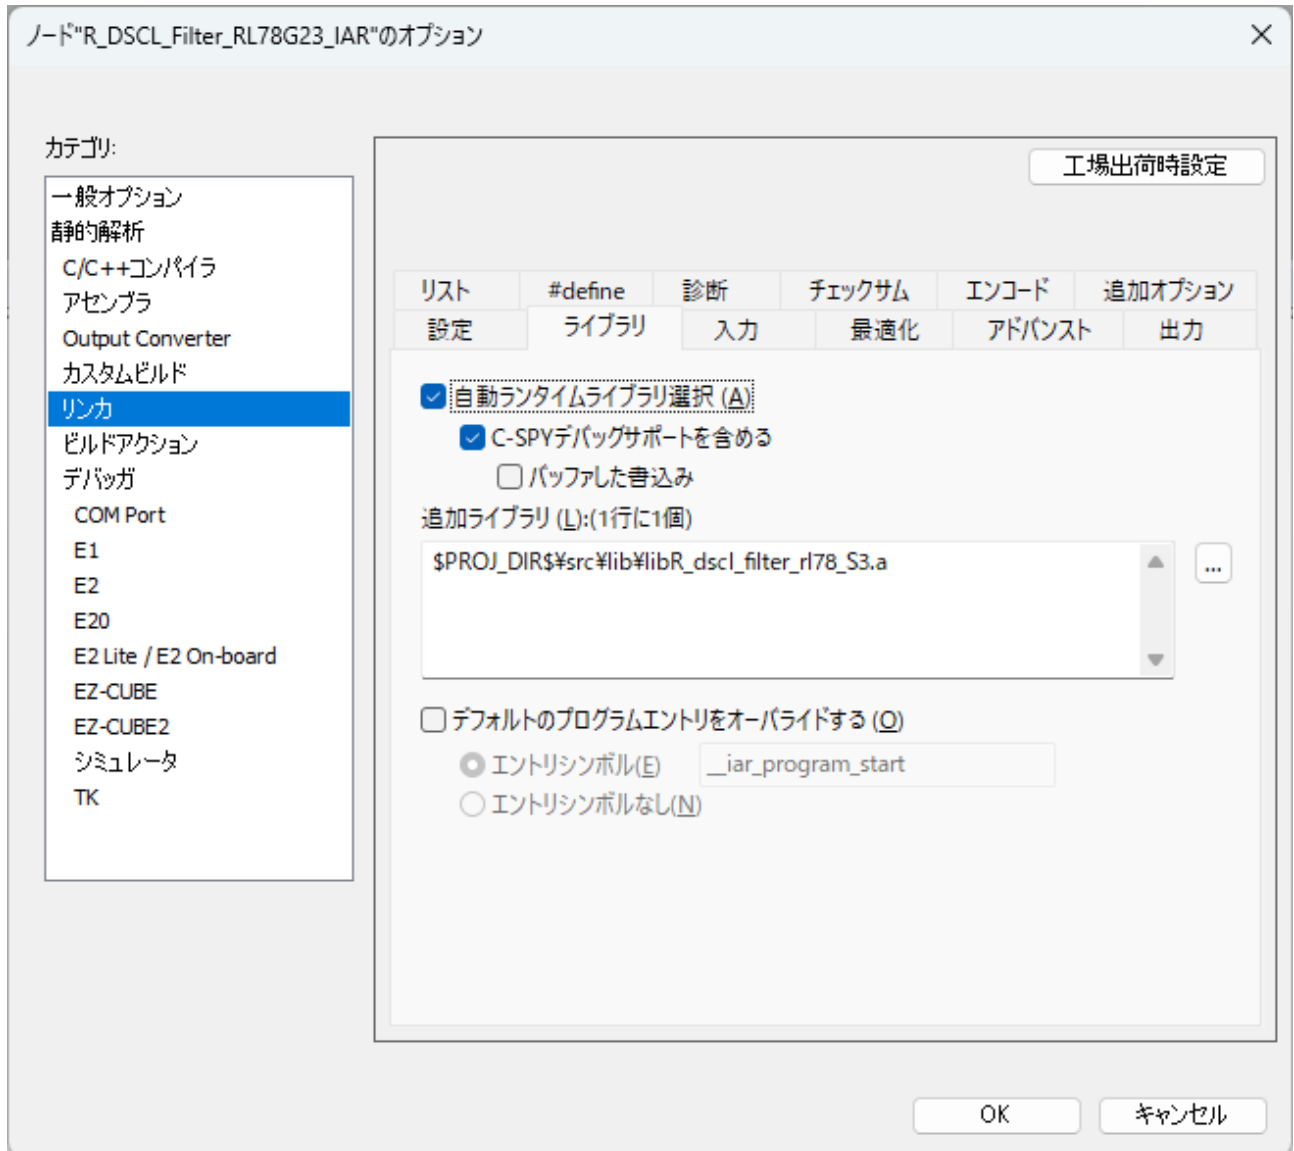 ノード"R_DSCL_Filter_RL78G23_IAR"のオプション
カテゴリ:
一般オプション
静的解析
C/C++コンパイラ
アセンブラ
Output Converter
カスタムビルド
リンカ
ビルドアクション
デバッガ
COM Port
E1
E2
E20
E2 Lite / E2 On-board
EZ-CUBE
EZ-CUBE2
シミュレータ
TK
工場出荷時設定
リスト #define 診断 チェックサム エンコード 追加オプション
設定 ライブラリ 入力 最適化 アドバンスト 出力
自動ランタイムライブラリ選択 (A)
C-SPYデバッグサポートを含める
バッファした書込み
追加ライブラリ (L):(1行に1個)
$PROJ_DIR$¥src¥lib¥libR_dscl_filter_rl78_S3.a
...
デフォルトのプログラムエントリをオーバライドする (O)
エントリシンボル(E) __iar_program_start
エントリシンボルなし(N)
OK キャンセル